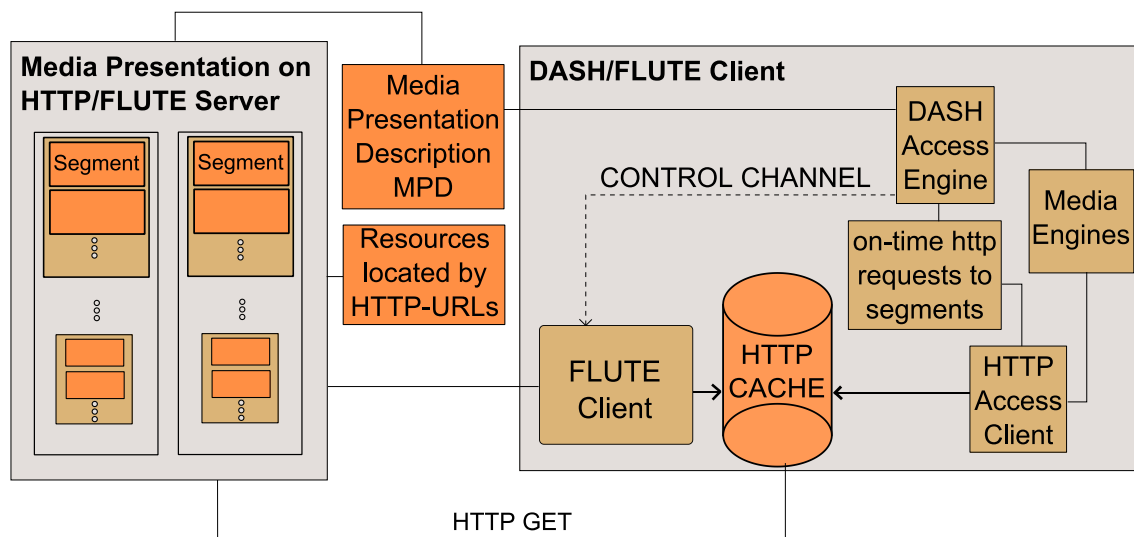 Media Presentation on
HTTP/FLUTE Server
Segment
Segment
Media
Presentation
Description
MPD
Resources
located by
HTTP-URLs
DASH/FLUTE Client
DASH
Access
Engine
CONTROL CHANNEL
Media
Engines
on-time http
requests to
segments
FLUTE
Client
HTTP
CACHE
HTTP
Access
Client
HTTP GET